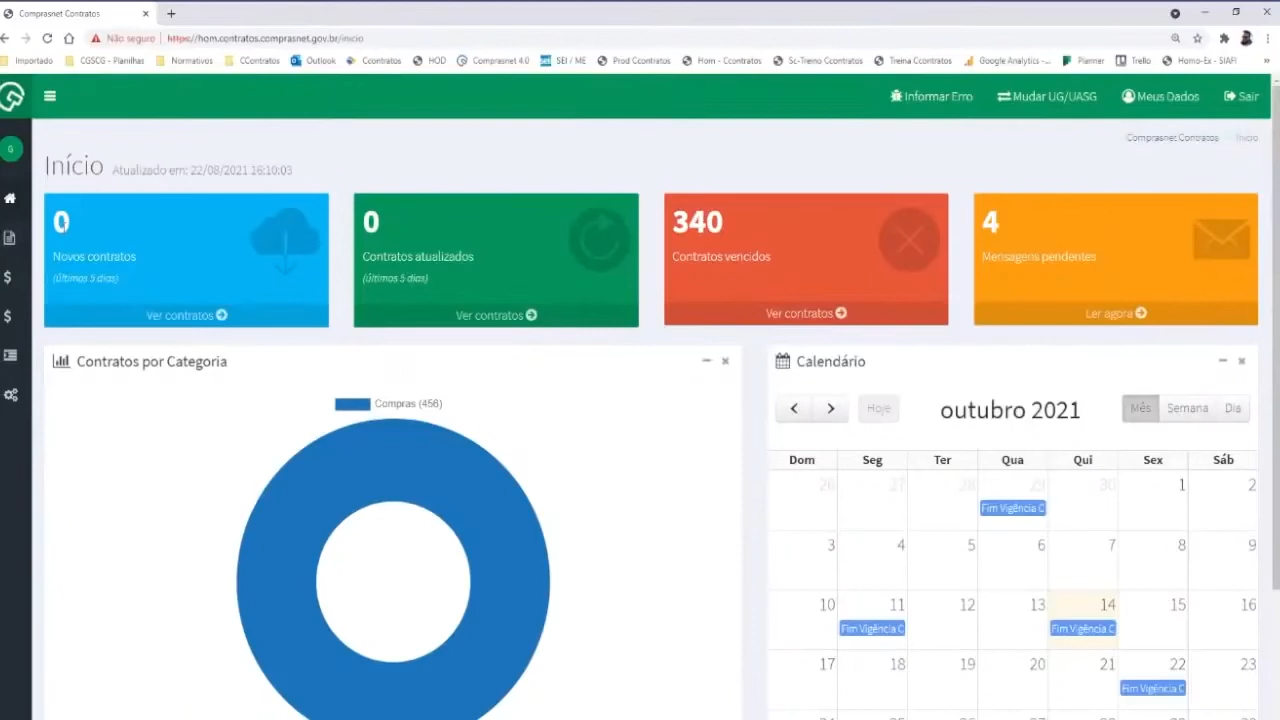 Comprasnet Contratos
Não seguro | https://hom.contratos.comprasnet.gov.br/inicio
Importado CGSCG - Planilhas Normativos CContratos Outlook Ccontratos HOD Comprasnet 4.0 SEI / ME Prod Ccontratos Hom - Ccontratos Sc-Treino Ccontratos Treina Ccontratos Google Analytics -... Planner Trello Homo-Ex - SIAFI »
Informar Erro Mudar UG/UASG Meus Dados Sair
G
Comprasnet Contratos Início
Início Atualizado em: 22/08/2021 16:10:03
0
Novos contratos
(Últimos 5 dias)
Ver contratos
0
Contratos atualizados
(Últimos 5 dias)
Ver contratos
340
Contratos vencidos
Ver contratos
4
Mensagens pendentes
Ler agora
Contratos por Categoria
Compras (456)
Calendário
Hoje outubro 2021 Mês Semana Dia
Dom Seg Ter Qua Qui Sex Sáb
26 27 28 29 30 1 2
Fim Vigência C
3 4 5 6 7 8 9
10 11 12 13 14 15 16
Fim Vigência C Fim Vigência C
17 18 19 20 21 22 23
Fim Vigência C